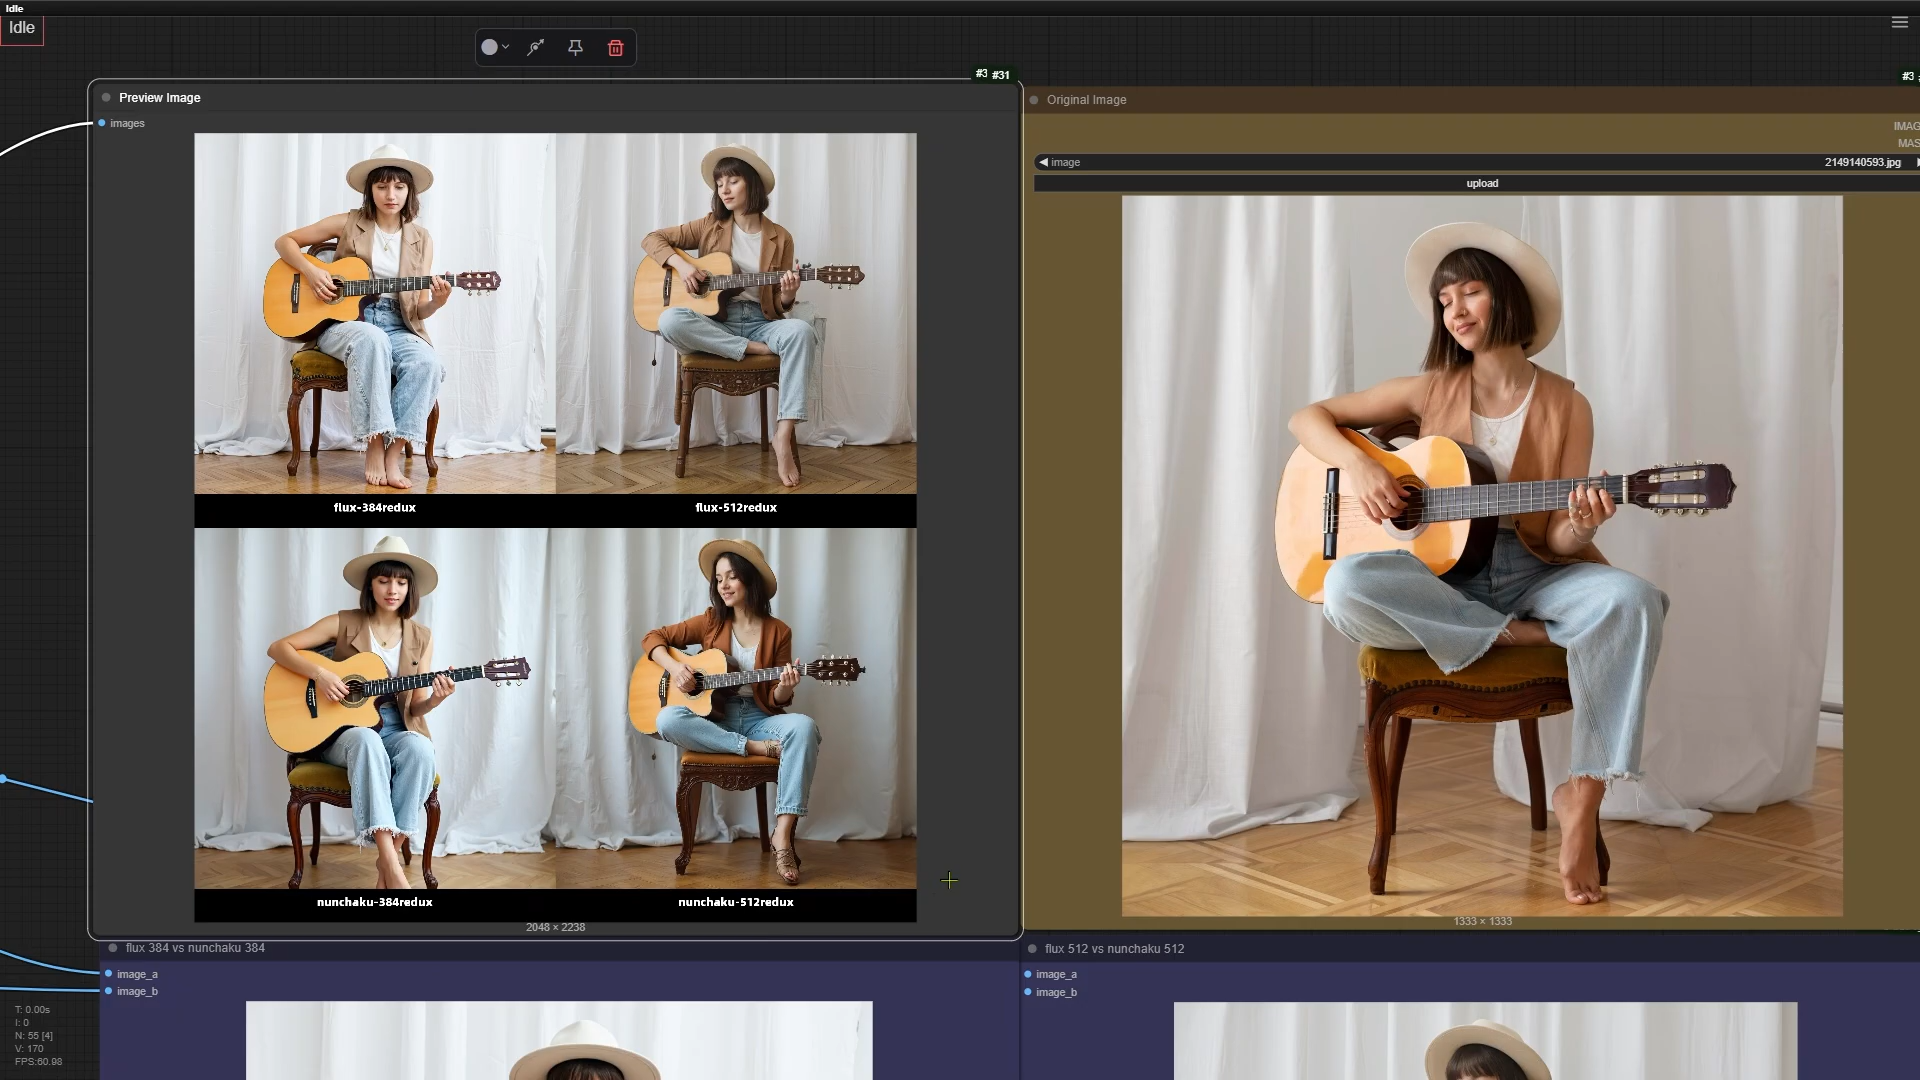 Idle
Idle
#3 #31
Preview Image
images
flux-384redux
flux-512redux
nunchaku-384redux
nunchaku-512redux
2048 × 2238
#3
Original Image
IMAG
MAS
image
2149140593.jpg
upload
1333 × 1333
flux 384 vs nunchaku 384
image_a
image_b
flux 512 vs nunchaku 512
image_a
image_b
T: 0.00s
I: 0
N: 55 [4]
V: 170
FPS:60.98